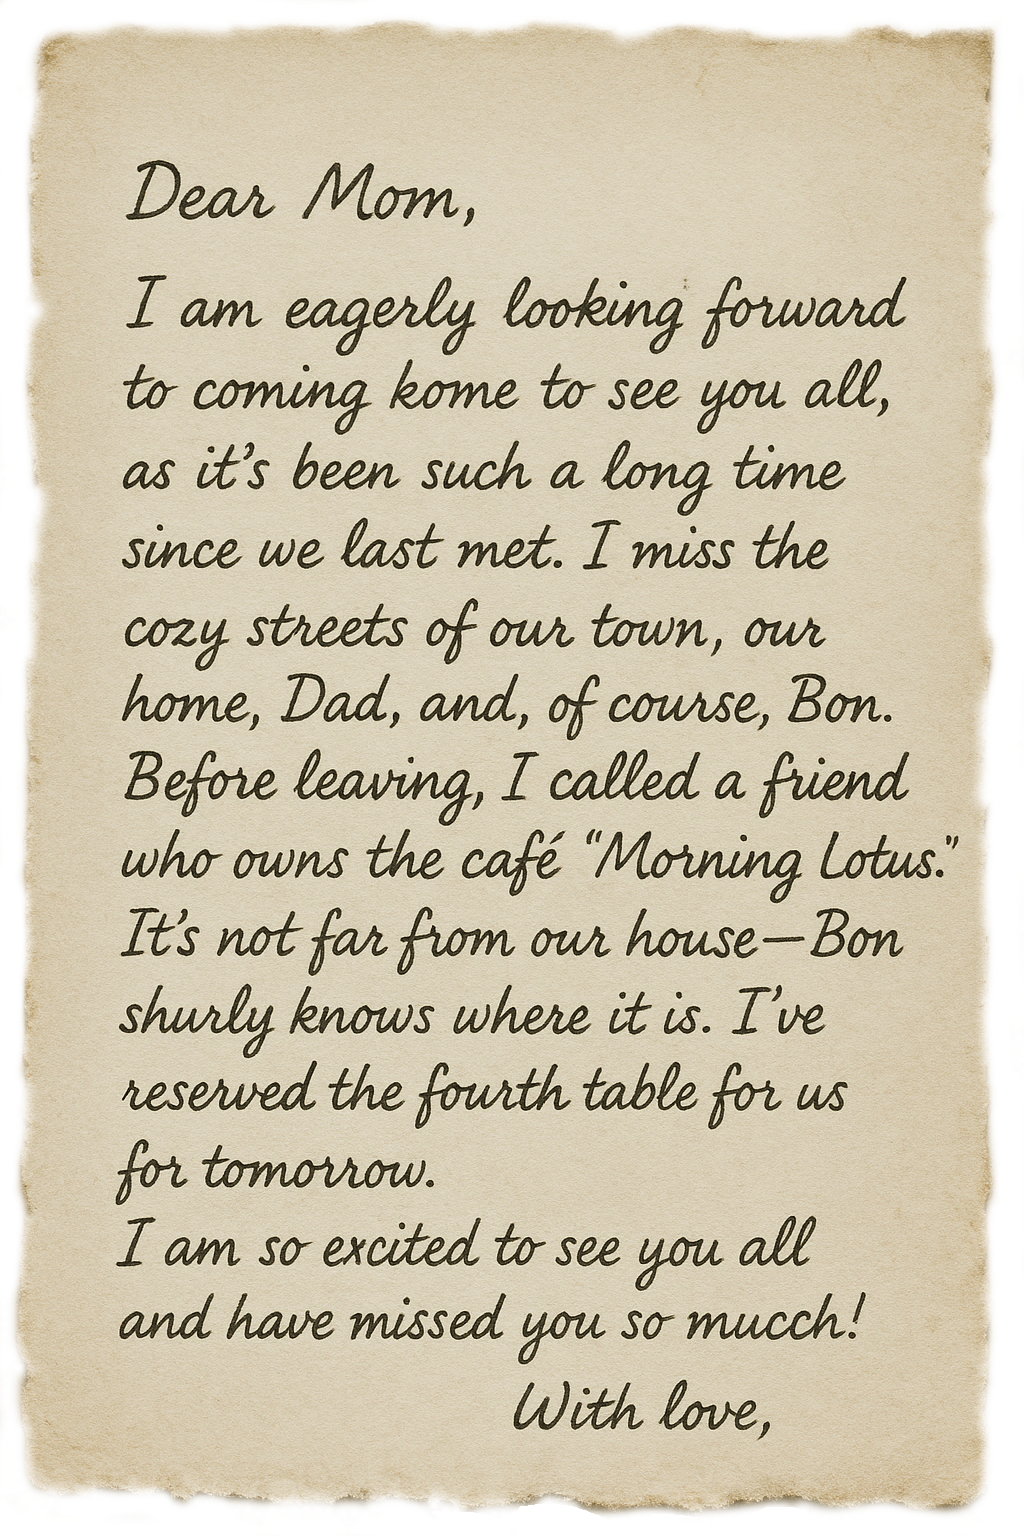 Dear Mom,
I am eagerly looking forward
to coming kome to see you all,
as it’s been such a long time
since we last met. I miss the
cozy streets of our town, our
home, Dad, and, of course, Bon.
Before leaving, I called a friend
who owns the café “Morning Lotus.”
It’s not far from our house—Bon
shurly knows where it is. I’ve
reserved the fourth table for us
for tomorrow.
I am so excited to see you all
and have missed you so mucch!
With love,